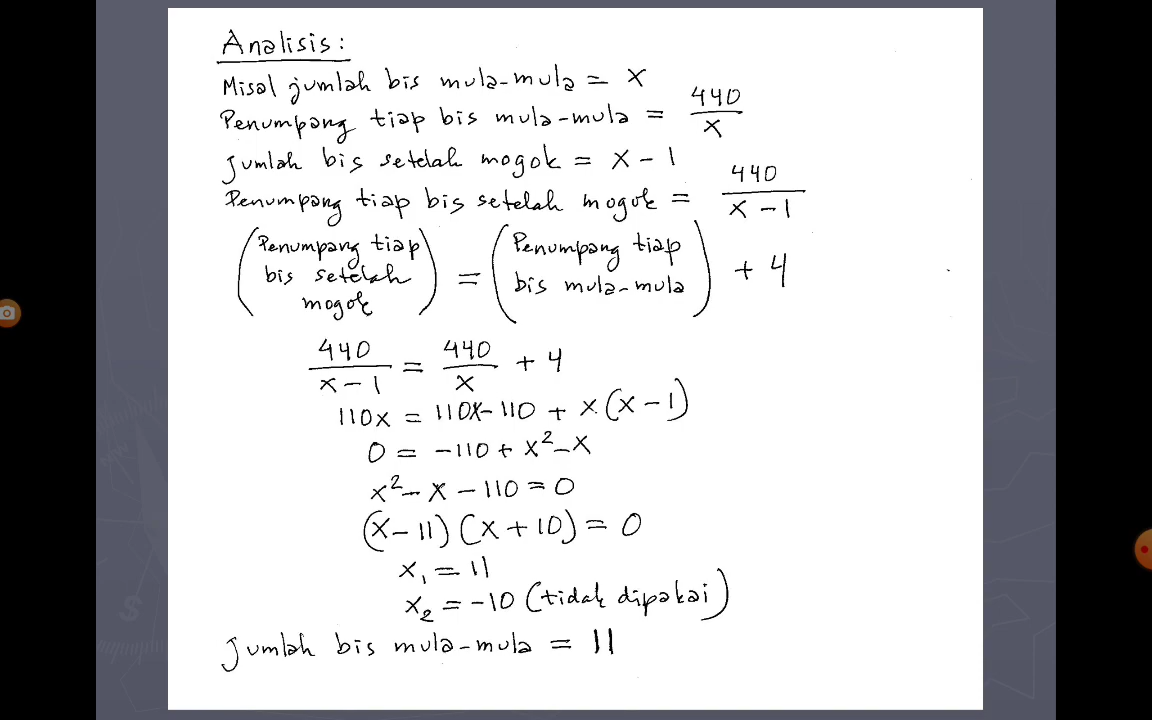 Analisis:
Misal jumlah bis mula-mula = x
Penumpang tiap bis mula-mula = 440/x
Jumlah bis setelah mogok = x - 1
Penumpang tiap bis setelah mogok = 440/(x - 1)
(Penumpang tiap bis setelah mogok) = (Penumpang tiap bis mula-mula) + 4
440/(x - 1) = 440/x + 4
110x = 110x - 110 + x(x - 1)
0 = -110 + x² - x
x² - x - 110 = 0
(x - 11)(x + 10) = 0
x₁ = 11
x₂ = -10 (tidak dipakai)
Jumlah bis mula-mula = 11